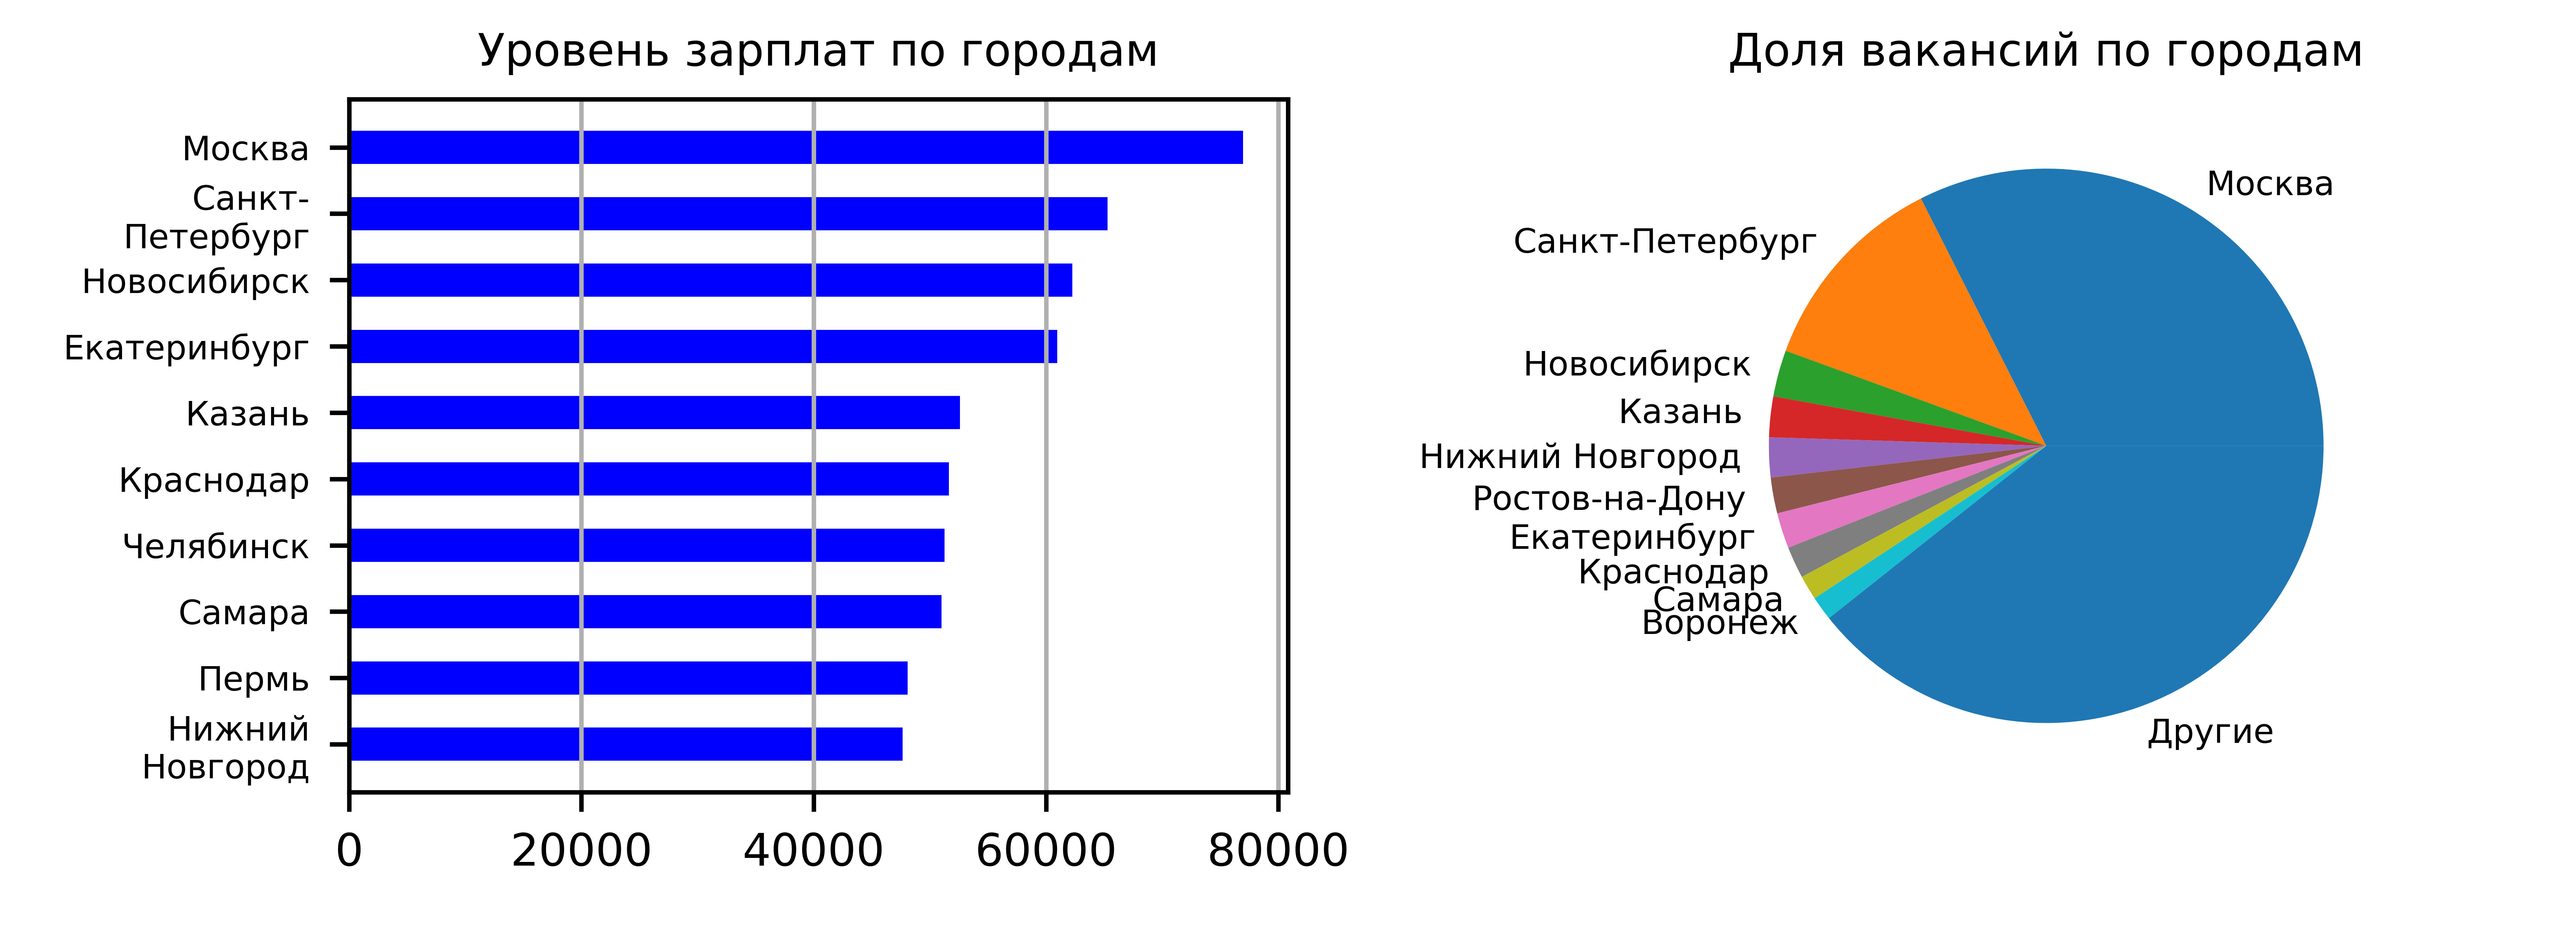 Уровень зарплат по городам
Москва
Санкт-
Петербург
Новосибирск
Екатеринбург
Казань
Краснодар
Челябинск
Самара
Пермь
Нижний
Новгород
0 20000 40000 60000 80000
Доля вакансий по городам
Москва
Санкт-Петербург
Новосибирск
Казань
Нижний Новгород
Ростов-на-Дону
Екатеринбург
Краснодар
Самара
Воронеж
Другие